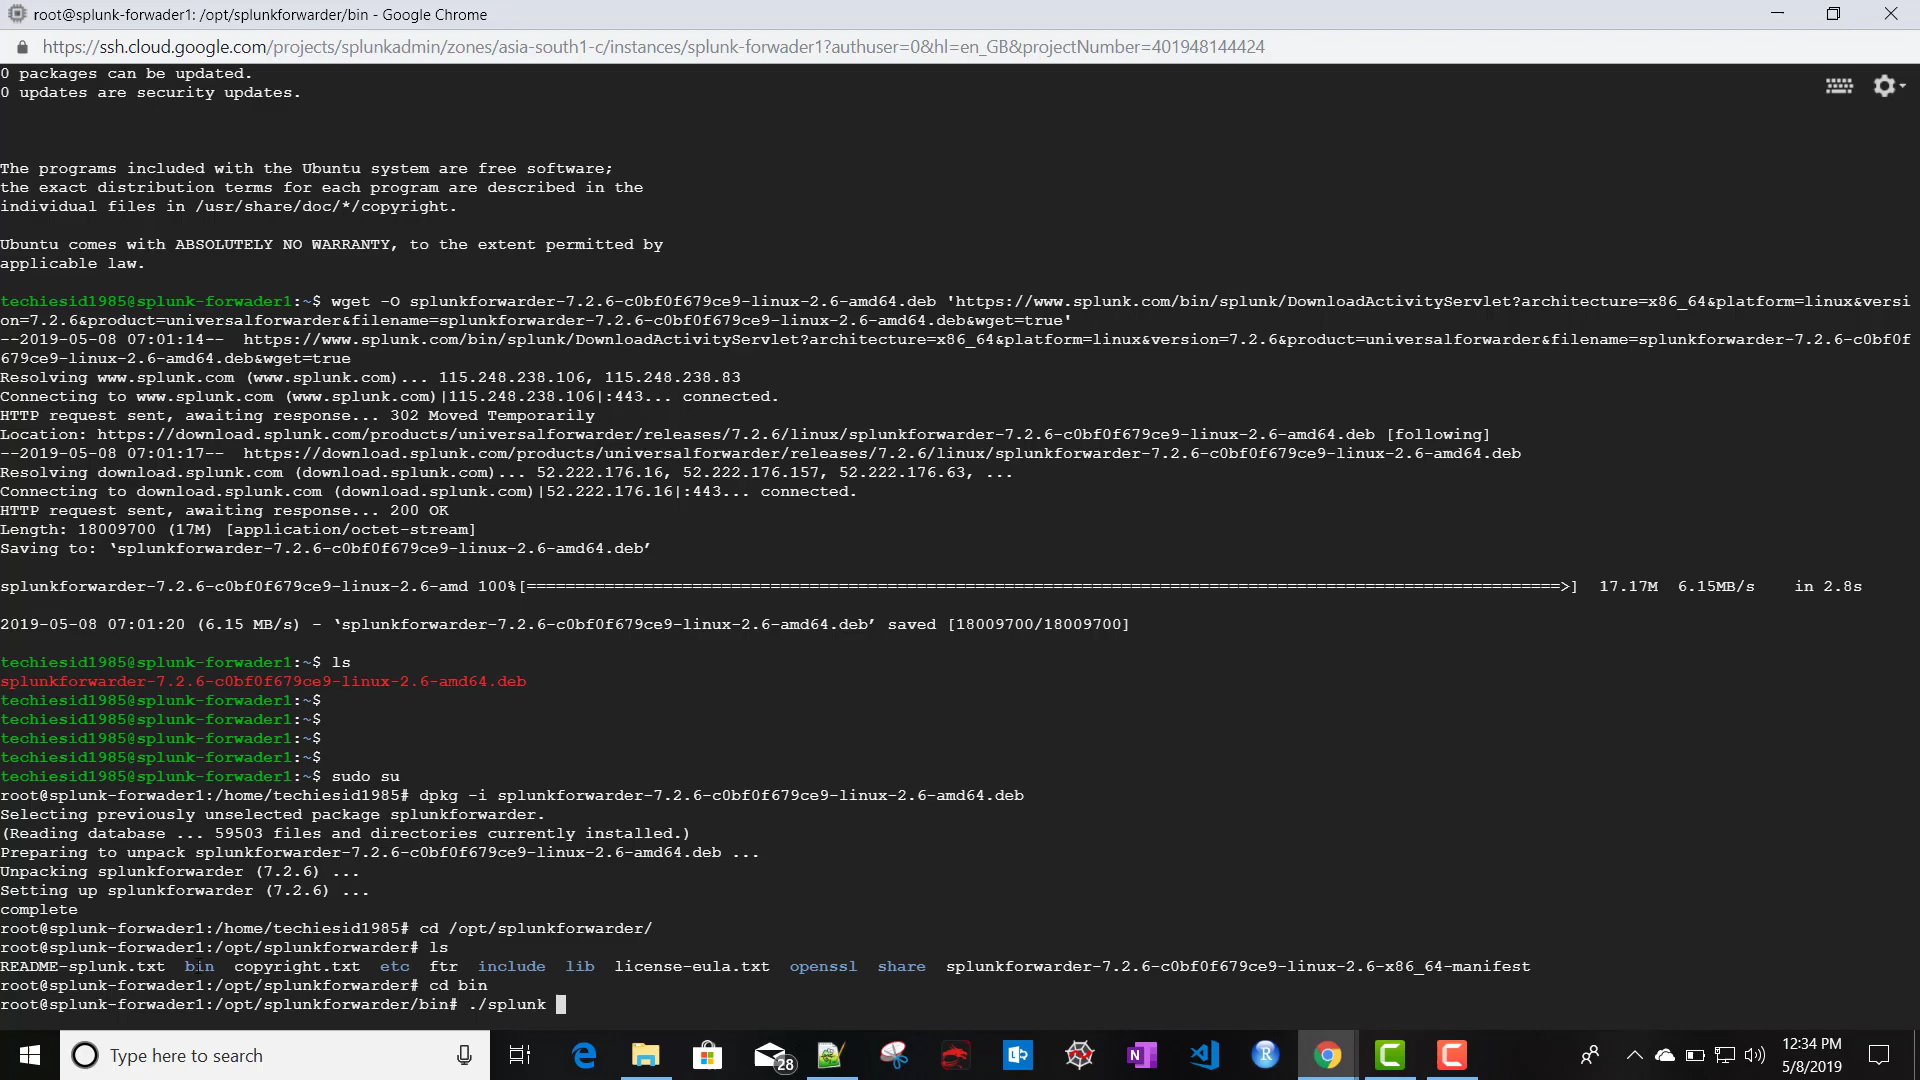 root@splunk-forwader1: /opt/splunkforwarder/bin - Google Chrome
https://ssh.cloud.google.com/projects/splunkadmin/zones/asia-south1-c/instances/splunk-forwader1?authuser=0&hl=en_GB&projectNumber=401948144424
0 packages can be updated.
0 updates are security updates.
The programs included with the Ubuntu system are free software;
the exact distribution terms for each program are described in the
individual files in /usr/share/doc/*/copyright.
Ubuntu comes with ABSOLUTELY NO WARRANTY, to the extent permitted by
applicable law.
techiesid1985@splunk-forwader1:~$ wget -O splunkforwarder-7.2.6-c0bf0f679ce9-linux-2.6-amd64.deb 'https://www.splunk.com/bin/splunk/DownloadActivityServlet?architecture=x86_64&platform=linux&versi
on=7.2.6&product=universalforwarder&filename=splunkforwarder-7.2.6-c0bf0f679ce9-linux-2.6-amd64.deb&wget=true'
--2019-05-08 07:01:14--  https://www.splunk.com/bin/splunk/DownloadActivityServlet?architecture=x86_64&platform=linux&version=7.2.6&product=universalforwarder&filename=splunkforwarder-7.2.6-c0bf0f
679ce9-linux-2.6-amd64.deb&wget=true
Resolving www.splunk.com (www.splunk.com)... 115.248.238.106, 115.248.238.83
Connecting to www.splunk.com (www.splunk.com)|115.248.238.106|:443... connected.
HTTP request sent, awaiting response... 302 Moved Temporarily
Location: https://download.splunk.com/products/universalforwarder/releases/7.2.6/linux/splunkforwarder-7.2.6-c0bf0f679ce9-linux-2.6-amd64.deb [following]
--2019-05-08 07:01:17--  https://download.splunk.com/products/universalforwarder/releases/7.2.6/linux/splunkforwarder-7.2.6-c0bf0f679ce9-linux-2.6-amd64.deb
Resolving download.splunk.com (download.splunk.com)... 52.222.176.16, 52.222.176.157, 52.222.176.63, ...
Connecting to download.splunk.com (download.splunk.com)|52.222.176.16|:443... connected.
HTTP request sent, awaiting response... 200 OK
Length: 18009700 (17M) [application/octet-stream]
Saving to: ‘splunkforwarder-7.2.6-c0bf0f679ce9-linux-2.6-amd64.deb’
splunkforwarder-7.2.6-c0bf0f679ce9-linux-2.6-amd 100%[==========================================================================================================>]  17.17M  6.15MB/s    in 2.8s
2019-05-08 07:01:20 (6.15 MB/s) - ‘splunkforwarder-7.2.6-c0bf0f679ce9-linux-2.6-amd64.deb’ saved [18009700/18009700]
techiesid1985@splunk-forwader1:~$ ls
splunkforwarder-7.2.6-c0bf0f679ce9-linux-2.6-amd64.deb
techiesid1985@splunk-forwader1:~$
techiesid1985@splunk-forwader1:~$
techiesid1985@splunk-forwader1:~$
techiesid1985@splunk-forwader1:~$
techiesid1985@splunk-forwader1:~$ sudo su
root@splunk-forwader1:/home/techiesid1985# dpkg -i splunkforwarder-7.2.6-c0bf0f679ce9-linux-2.6-amd64.deb
Selecting previously unselected package splunkforwarder.
(Reading database ... 59503 files and directories currently installed.)
Preparing to unpack splunkforwarder-7.2.6-c0bf0f679ce9-linux-2.6-amd64.deb ...
Unpacking splunkforwarder (7.2.6) ...
Setting up splunkforwarder (7.2.6) ...
complete
root@splunk-forwader1:/home/techiesid1985# cd /opt/splunkforwarder/
root@splunk-forwader1:/opt/splunkforwarder# ls
README-splunk.txt  bin  copyright.txt  etc  ftr  include  lib  license-eula.txt  openssl  share  splunkforwarder-7.2.6-c0bf0f679ce9-linux-2.6-x86_64-manifest
root@splunk-forwader1:/opt/splunkforwarder# cd bin
root@splunk-forwader1:/opt/splunkforwarder/bin# ./splunk
Type here to search
28
12:34 PM
5/8/2019